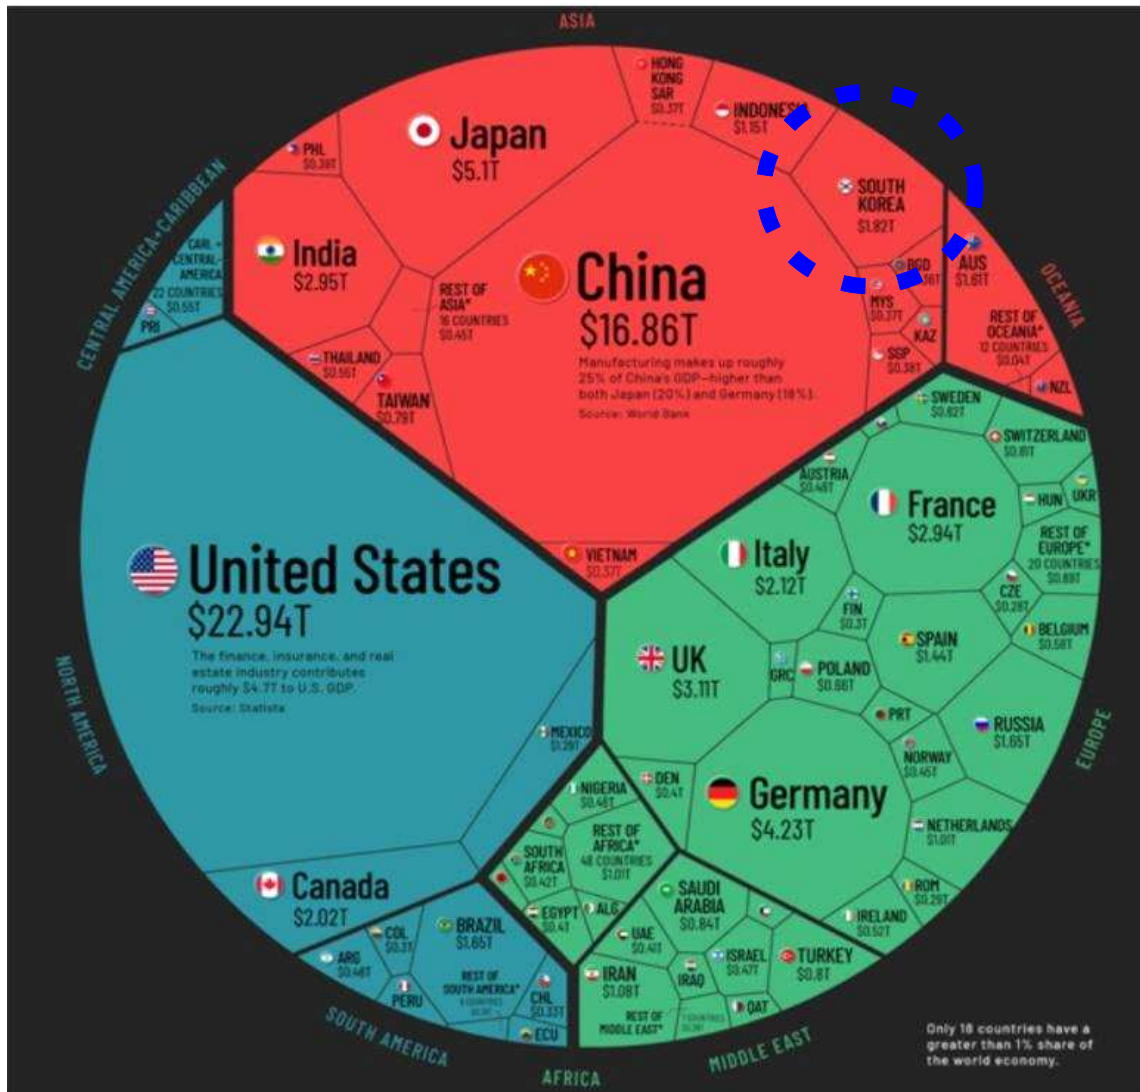 ASIA
HONG
KONG
SAR
$0.37T
INDONESIA
$1.15T
Japan
$5.1T
PHL
$0.39T
SOUTH
KOREA
$1.82T
CENTRAL AMERICA+CARIBBEAN
CENTRAL-
AMERICA
22 COUNTRIES
$0.55T
PRI
India
$2.95T
REST OF
ASIA*
16 COUNTRIES
$0.45T
China
$16.86T
Manufacturing makes up roughly
25% of China's GDP—higher than
both Japan (20%) and Germany (18%).
Source: World Bank
BGD
MYS
$0.37T
KAZ
SGP
$0.38T
AUS
$1.61T
OCEANIA
REST OF
OCEANIA*
12 COUNTRIES
$0.04T
NZL
THAILAND
$0.55T
TAIWAN
$0.79T
VIETNAM
$0.37T
SWEDEN
$0.62T
SWITZERLAND
$0.81T
AUSTRIA
$0.48T
France
$2.94T
HUN
UKR
REST OF
EUROPE*
20 COUNTRIES
$0.89T
Italy
$2.12T
CZE
$0.28T
FIN
$0.3T
BELGIUM
$0.58T
SPAIN
$1.44T
UK
$3.11T
GRC
POLAND
$0.66T
PRT
RUSSIA
$1.65T
NORWAY
$0.45T
EUROPE
DEN
$0.4T
Germany
$4.23T
NETHERLANDS
$1.01T
ROM
$0.29T
IRELAND
$0.52T
United States
$22.94T
The finance, insurance, and real
estate industry contributes
roughly $4.7T to U.S. GDP.
Source: Statista
NORTH AMERICA
MEXICO
$1.29T
Canada
$2.02T
NIGERIA
$0.48T
REST OF
AFRICA*
48 COUNTRIES
$1.01T
SOUTH
AFRICA
$0.42T
EGYPT
$0.4T
ALG
COL
$0.3T
BRAZIL
$1.65T
ARG
$0.46T
PERU
REST OF
SOUTH AMERICA*
CHL
$0.33T
ECU
SOUTH AMERICA
AFRICA
SAUDI
ARABIA
$0.84T
UAE
$0.41T
ISRAEL
$0.47T
TURKEY
$0.8T
IRAN
$1.08T
IRAQ
QAT
REST OF
MIDDLE EAST*
7 COUNTRIES
MIDDLE EAST
Only 18 countries have a
greater than 1% share of
the world economy.